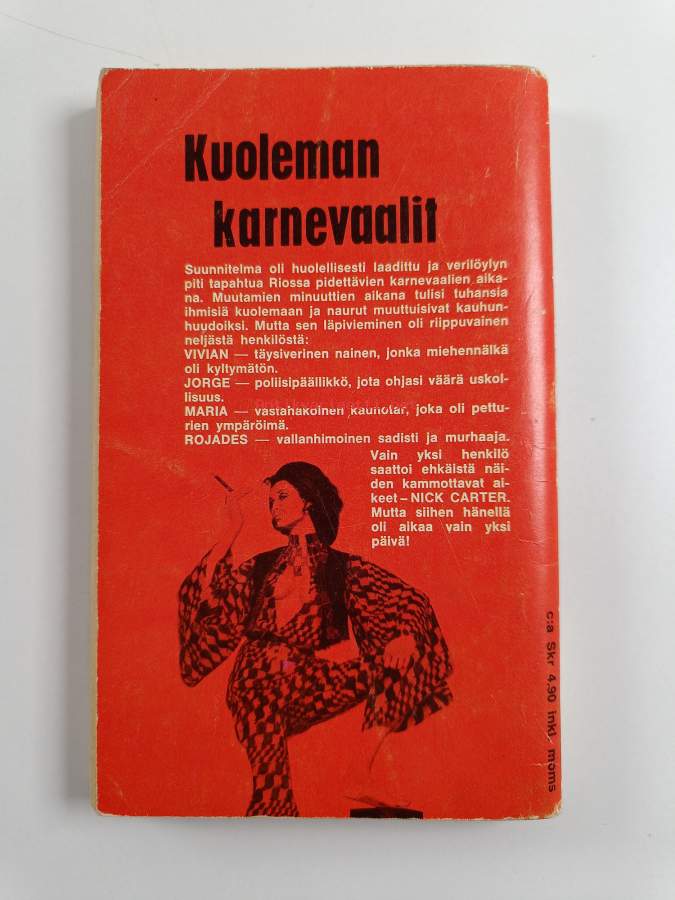 Kuoleman
karnevaalit
Suunnitelma oli huolellisesti laadittu ja verilöylyn
piti tapahtua Riossa pidettävien karnevaalien aika-
na. Muutamien minuuttien aikana tulisi tuhansia
ihmisiä kuolemaan ja naurut muuttuisivat kauhun-
huudoiksi. Mutta sen läpivieminen oli riippuvainen
neljästä henkilöstä:
VIVIAN — täysiverinen nainen, jonka miehennälkä
oli kyltymätön.
JORGE — poliisipäällikkö, jota ohjasi väärä uskol-
lisuus.
MARIA — vastahakoinen kaunotar, joka oli pettu-
rien ympäröimä.
ROJADES — vallanhimoinen sadisti ja murhaaja.
Vain yksi henkilö
saattoi ehkäistä näi-
den kammottavat ai-
keet – NICK CARTER.
Mutta siihen hänellä
oli aikaa vain yksi
päivä!
c:a Skr 4,90 inkl moms